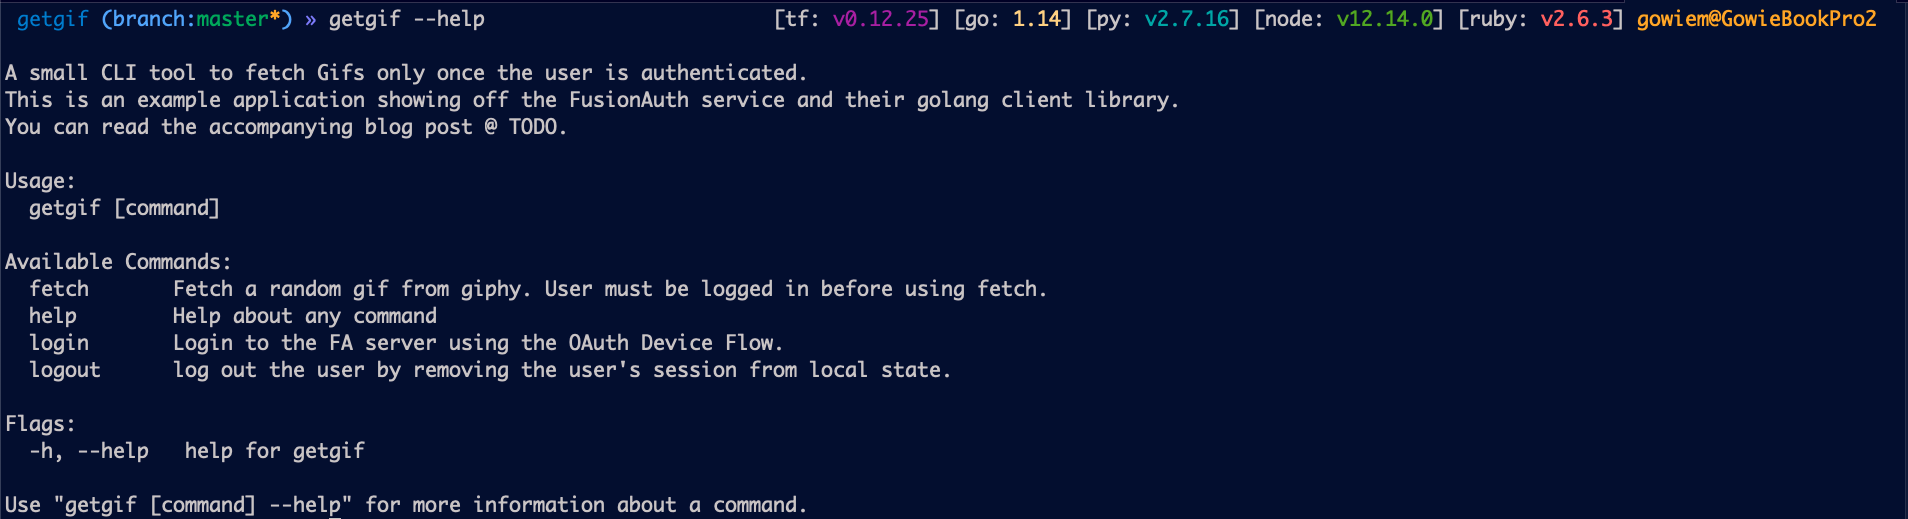 getgif (branch:master*) » getgif --help [tf: v0.12.25] [go: 1.14] [py: v2.7.16] [node: v12.14.0] [ruby: v2.6.3] gowiem@GowieBookPro2
A small CLI tool to fetch Gifs only once the user is authenticated.
This is an example application showing off the FusionAuth service and their golang client library.
You can read the accompanying blog post @ TODO.
Usage:
  getgif [command]
Available Commands:
  fetch       Fetch a random gif from giphy. User must be logged in before using fetch.
  help        Help about any command
  login       Login to the FA server using the OAuth Device Flow.
  logout      log out the user by removing the user's session from local state.
Flags:
  -h, --help   help for getgif
Use "getgif [command] --help" for more information about a command.